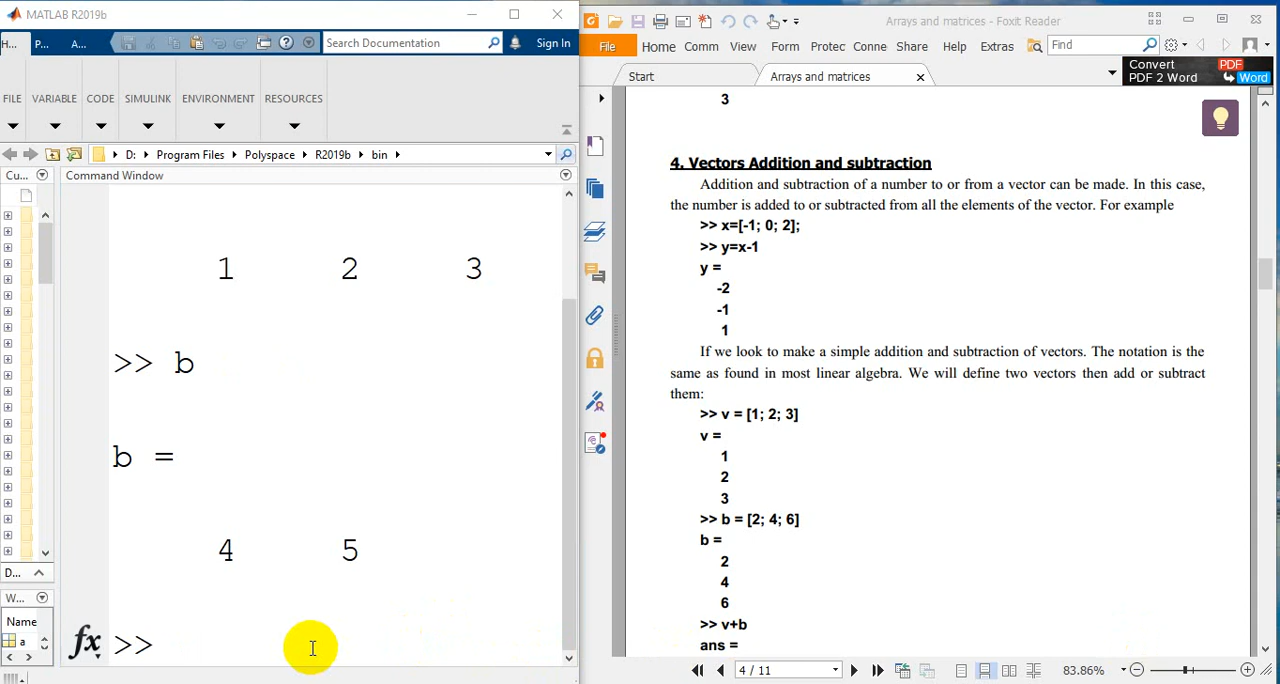 MATLAB R2019b
H... P... A...
Search Documentation
Sign In
FILE VARIABLE CODE SIMULINK ENVIRONMENT RESOURCES
D: Program Files Polyspace R2019b bin
Cu...
Command Window
1 2 3
>> b
b =
4 5
fx >>
D...
W...
Name
a
Arrays and matrices - Foxit Reader
File Home Comm View Form Protec Conne Share Help Extras Find
Start
Arrays and matrices
Convert PDF
PDF 2 Word Word
3
4. Vectors Addition and subtraction
Addition and subtraction of a number to or from a vector can be made. In this case,
the number is added to or subtracted from all the elements of the vector. For example
>> x=[-1; 0; 2];
>> y=x-1
y =
-2
-1
1
If we look to make a simple addition and subtraction of vectors. The notation is the
same as found in most linear algebra. We will define two vectors then add or subtract
them:
>> v = [1; 2; 3]
v =
1
2
3
>> b = [2; 4; 6]
b =
2
4
6
>> v+b
ans =
4 / 11
83.86%